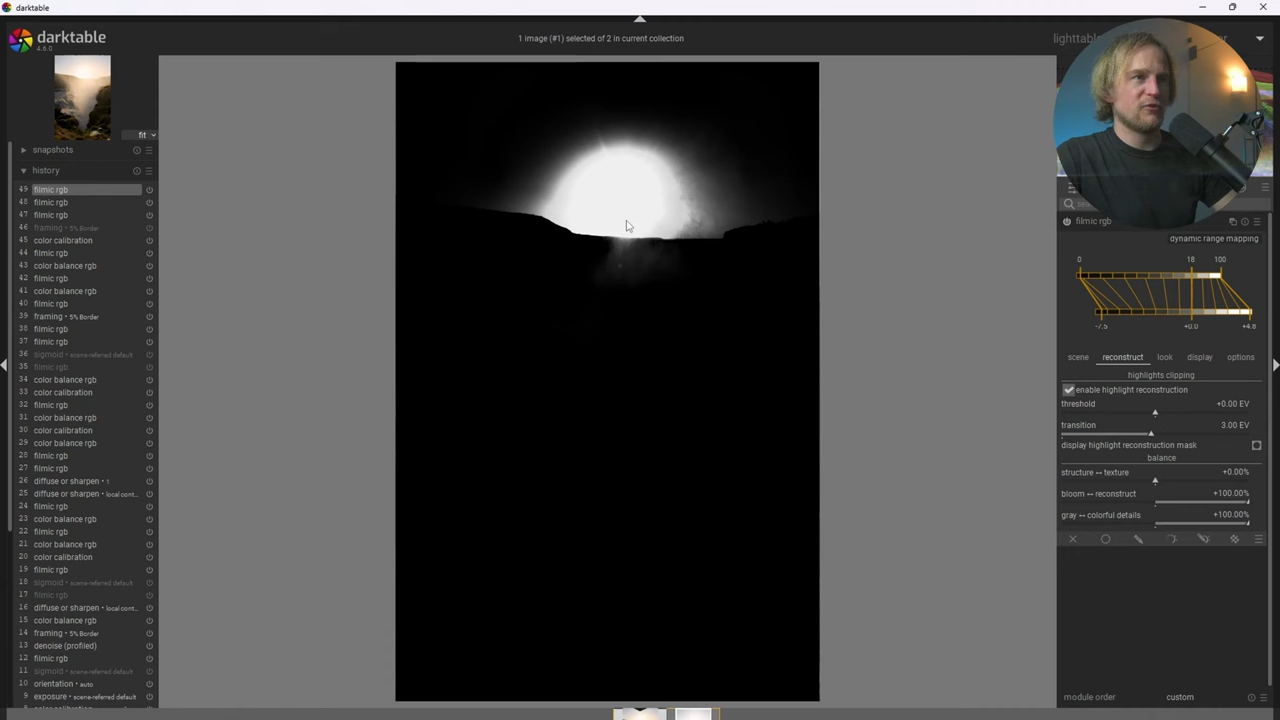 darktable
darktable
4.6.0
1 image (#1) selected of 2 in current collection
lighttable
fit
snapshots
history
49 filmic rgb
48 filmic rgb
47 filmic rgb
46 framing • 5% Border
45 color calibration
44 filmic rgb
43 color balance rgb
42 filmic rgb
41 color balance rgb
40 filmic rgb
39 framing • 5% Border
38 filmic rgb
37 filmic rgb
36 sigmoid • scene-referred default
35 filmic rgb
34 color balance rgb
33 color calibration
32 filmic rgb
31 color balance rgb
30 color calibration
29 color balance rgb
28 filmic rgb
27 filmic rgb
26 diffuse or sharpen • 1
25 diffuse or sharpen • local cont...
24 filmic rgb
23 color balance rgb
22 filmic rgb
21 color balance rgb
20 color calibration
19 filmic rgb
18 sigmoid • scene-referred default
17 filmic rgb
16 diffuse or sharpen • local cont...
15 color balance rgb
14 framing • 5% Border
13 denoise (profiled)
12 filmic rgb
11 sigmoid • scene-referred default
10 orientation • auto
9 exposure • scene-referred default
filmic rgb
dynamic range mapping
0 18 100
-7.5 +0.0 +4.8
scene reconstruct look display options
highlights clipping
enable highlight reconstruction
threshold +0.00 EV
transition 3.00 EV
display highlight reconstruction mask
balance
structure ↔ texture +0.00%
bloom ↔ reconstruct +100.00%
gray ↔ colorful details +100.00%
module order custom